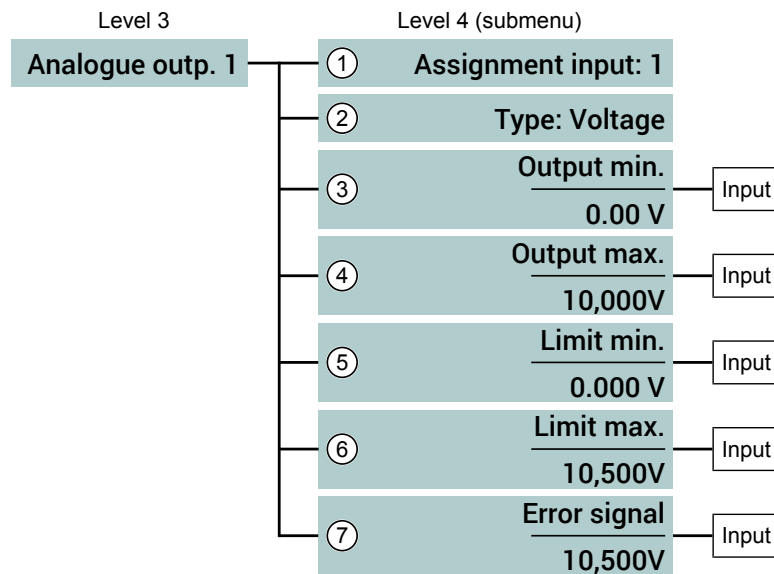 Level 3
Level 4 (submenu)
Analogue outp. 1
1
Assignment input: 1
2
Type: Voltage
3
Output min.
0.00 V
Input
4
Output max.
10,000V
Input
5
Limit min.
0.000 V
Input
6
Limit max.
10,500V
Input
7
Error signal
10,500V
Input